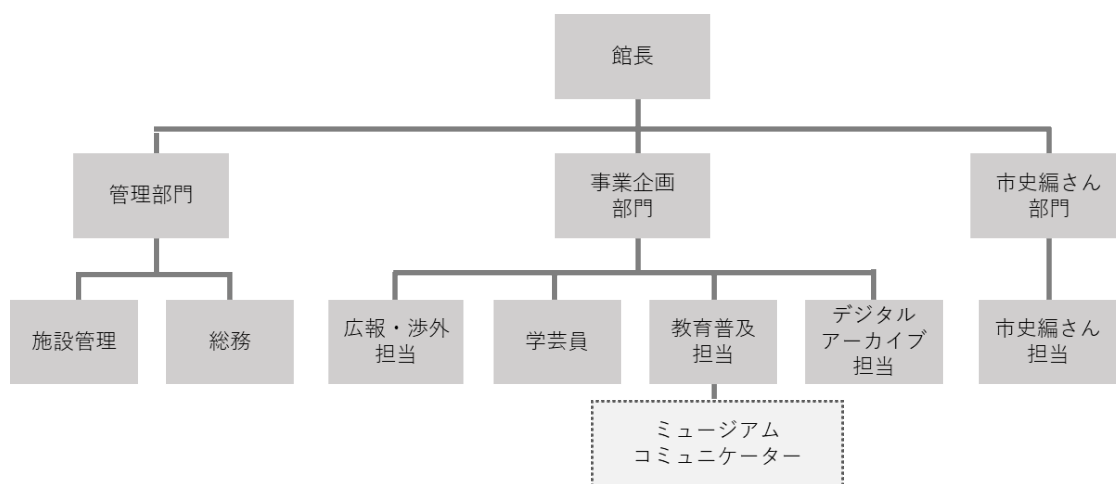 館長
管理部門
事業企画
部門
市史編さん
部門
施設管理
総務
広報・渉外
担当
学芸員
教育普及
担当
デジタル
アーカイブ
担当
市史編さん
担当
ミュージアム
コミュニケーター